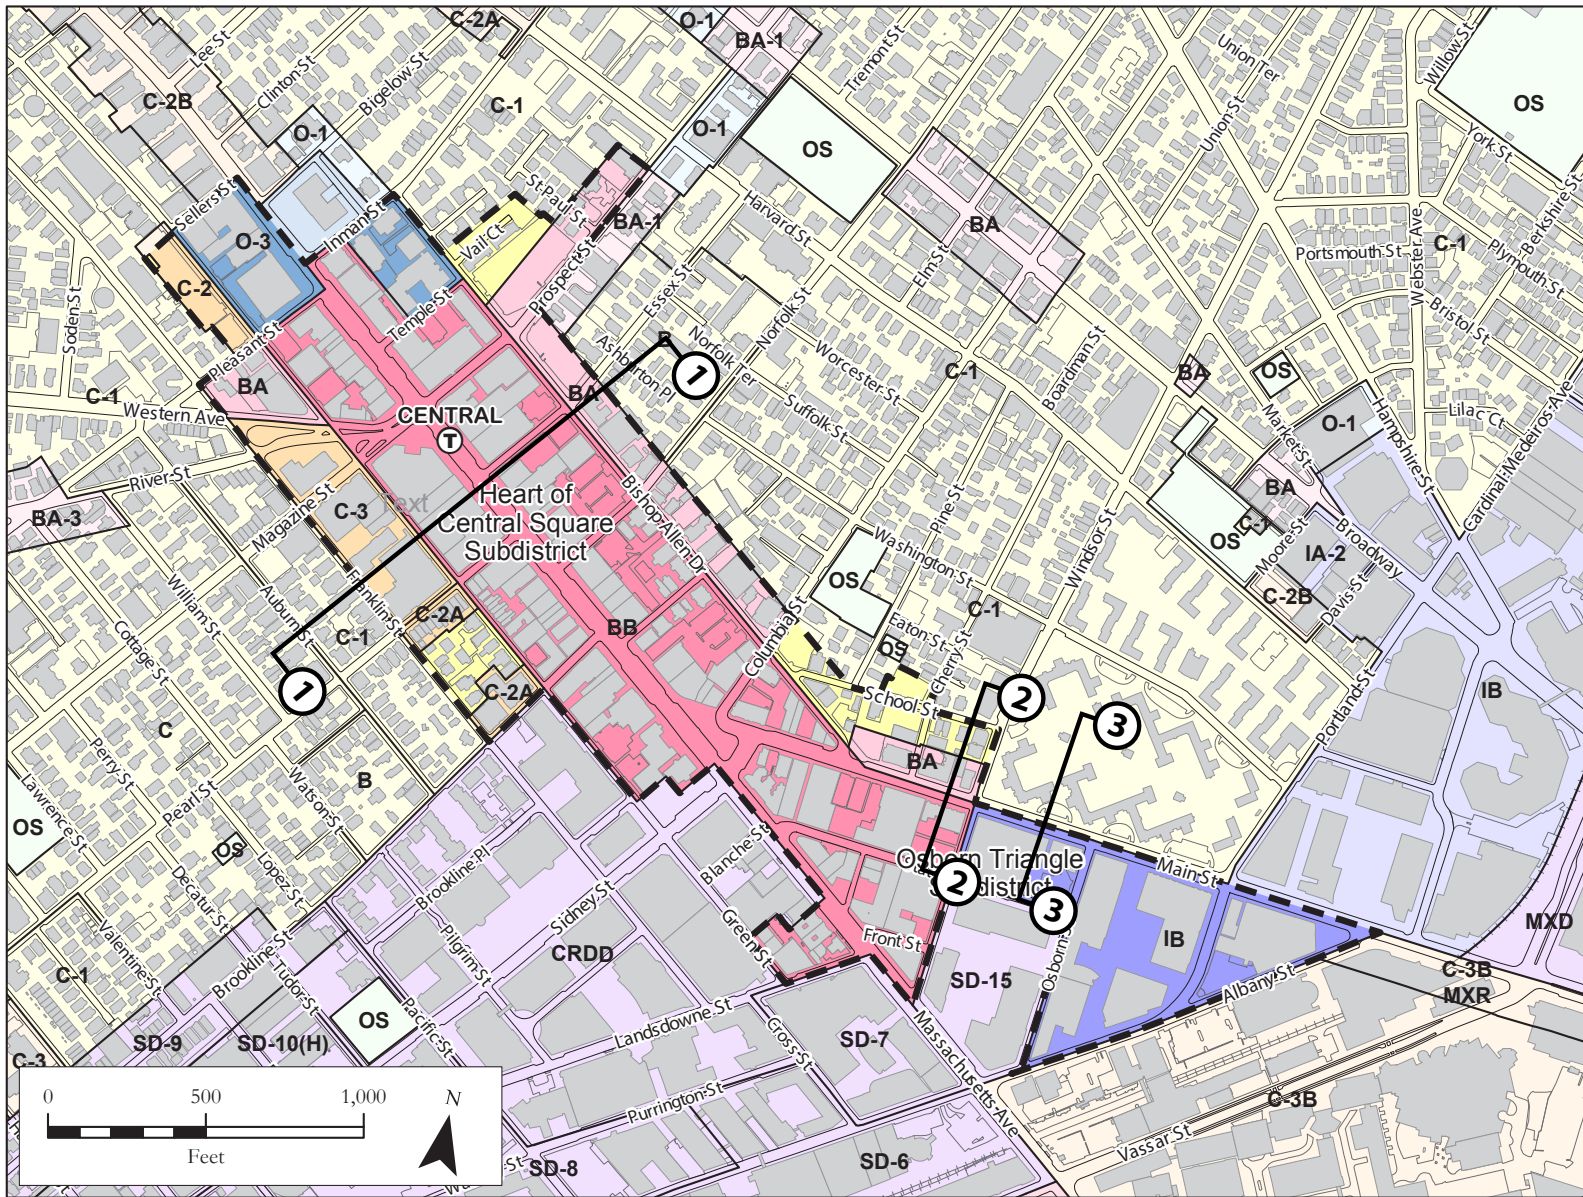 C-2A
O-1
BA-1
Lee St
Clinton St
Bigelow St
C-2B
C-1
O-1
O-1
Tremont St
Union Ter
Union St
Willow St
OS
York St
OS
Sellers St
O-3
Inman St
St Paul St
Vail Ct
BA-1
Prospect St
Harvard St
BA
Elm St
Essex St
Norfolk St
Portsmouth St
Webster Ave
C-1
Plymouth St
Berkshire St
Bristol St
C-2
Soden St
Pleasant St
Temple St
Ashburton Pl
Norfolk Ter
B
1
Worcester St
Suffolk St
C-1
Boardman St
BA
OS
Market St
O-1
Hampshire St
Lilac Ct
Cardinal Medeiros Ave
C-1
BA
Western Ave
CENTRAL
T
BA
River St
BA-3
Magazine St
C-3
Text
Heart of
Central Square
Subdistrict
Bishop Allen Dr
Pine St
Washington St
Windsor St
BA
C-1
Moore St
OS
Broadway
IA-2
C-2B
Davis St
OS
C-1
Eaton St
OS
Cherry St
School St
Columbia St
BB
Franklin St
C-2A
C-2A
Auburn St
C-1
William St
Cottage St
1
C
Perry St
Pearl St
Watson St
B
Lawrence St
OS
OS
Lopez St
Decatur St
2
3
BA
Portland St
IB
Osborn Triangle
Subdistrict
2
3
Main St
MXD
C-3B
MXR
IB
Albany St
Osborn
SD-15
Front St
Blanche St
Green St
Brookline Pl
Sidney St
CRDD
Pilgrim St
Valentine St
Brookline St
Tudor St
C-1
SD-9
SD-10(H)
OS
Pacific St
Landsdowne St
Cross St
SD-7
Massachusetts Ave
Purrington St
C-3
SD-8
SD-6
C-3B
Vassar St
0 500 1,000
Feet
N